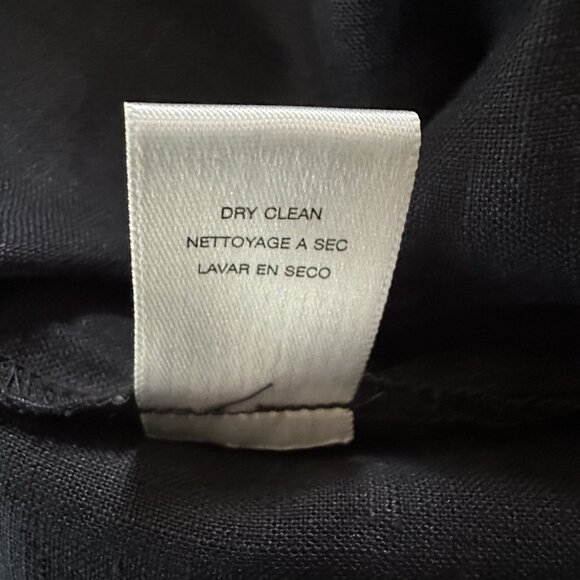 DRY CLEAN
NETTOYAGE A SEC
LAVAR EN SECO